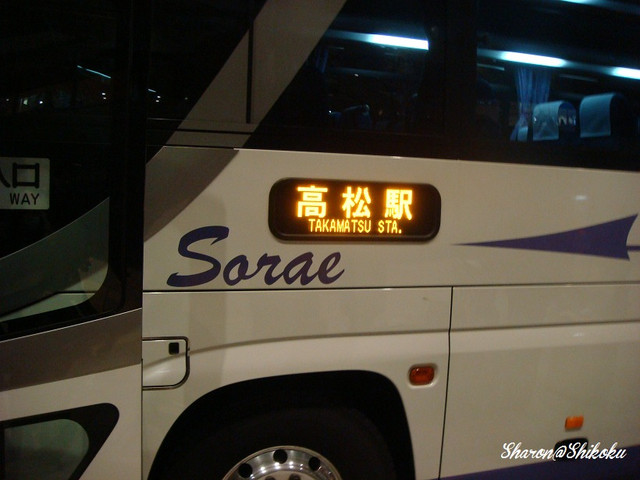 入口
WAY
高松駅
TAKAMATSU STA.
Sorae
Sharon@Shikoku